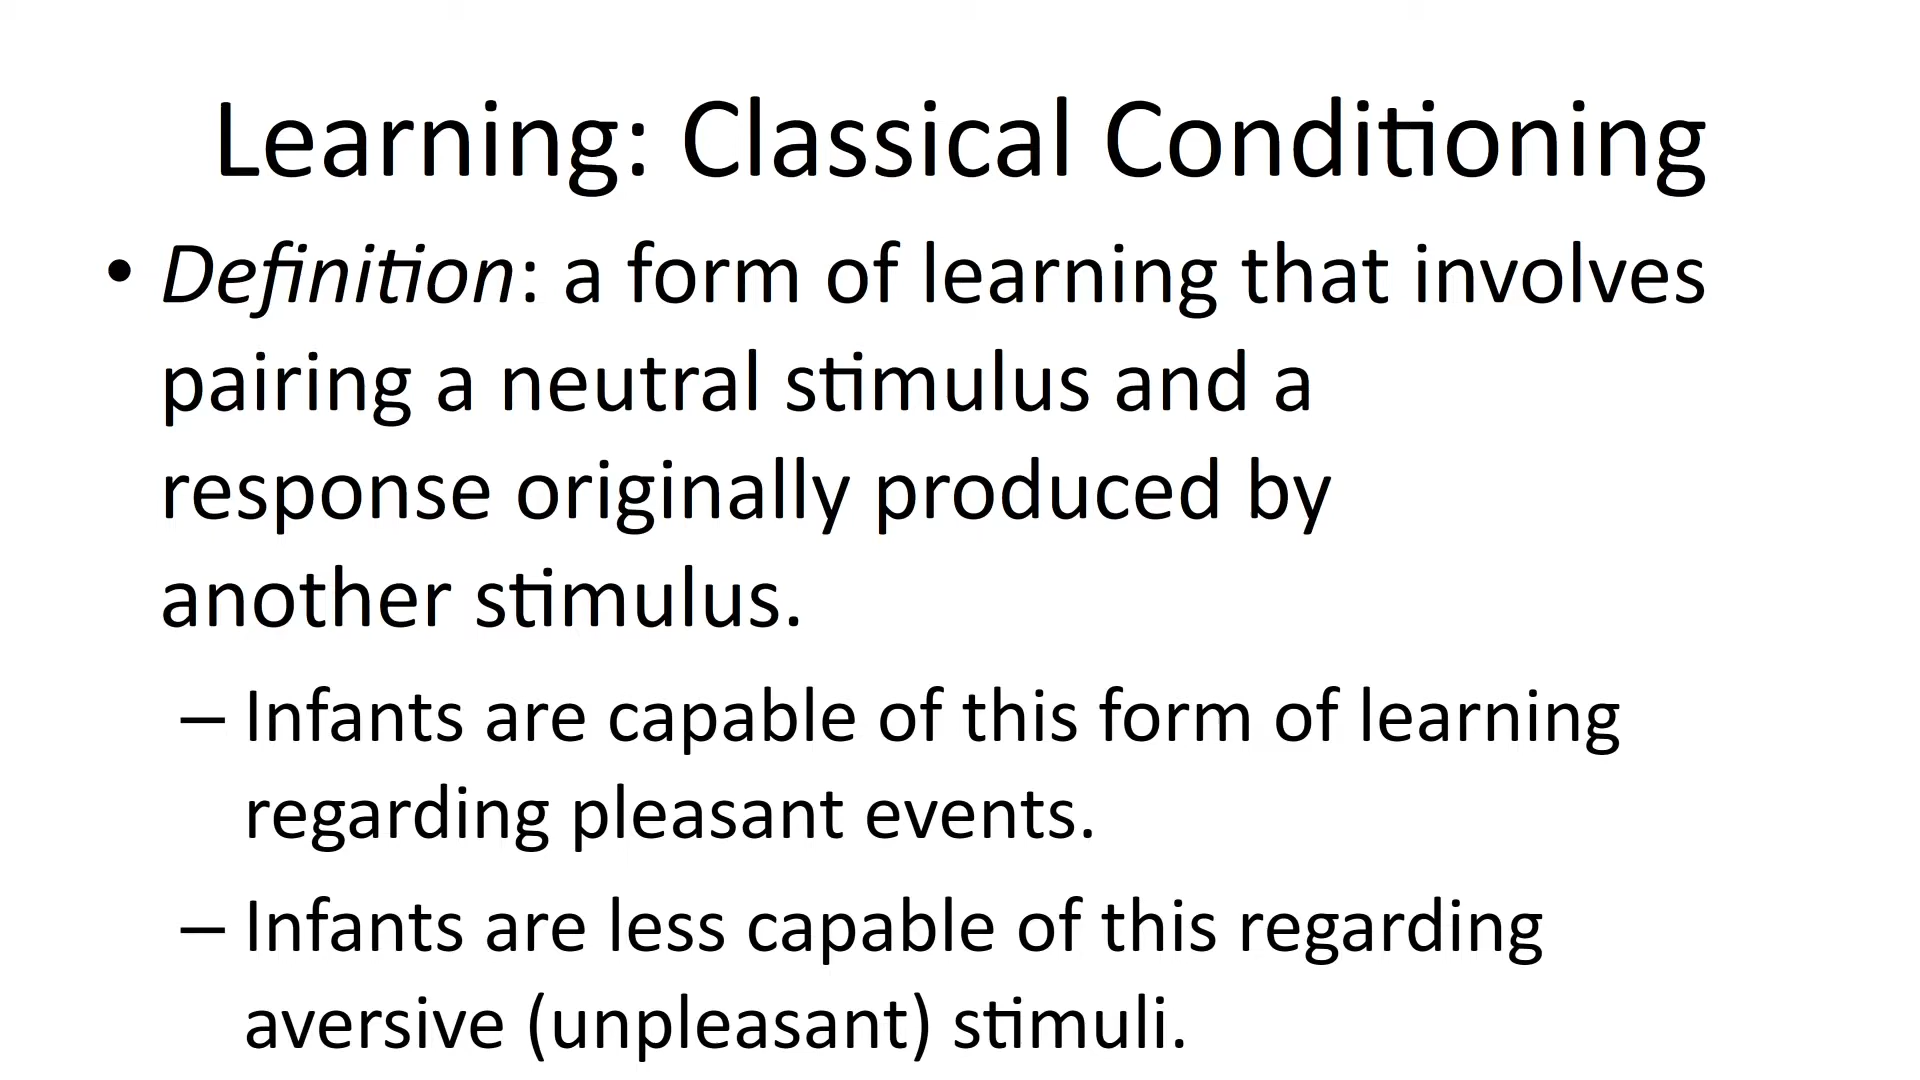 Learning: Classical Conditioning
• Definition: a form of learning that involves
pairing a neutral stimulus and a
response originally produced by
another stimulus.
– Infants are capable of this form of learning
regarding pleasant events.
– Infants are less capable of this regarding
aversive (unpleasant) stimuli.